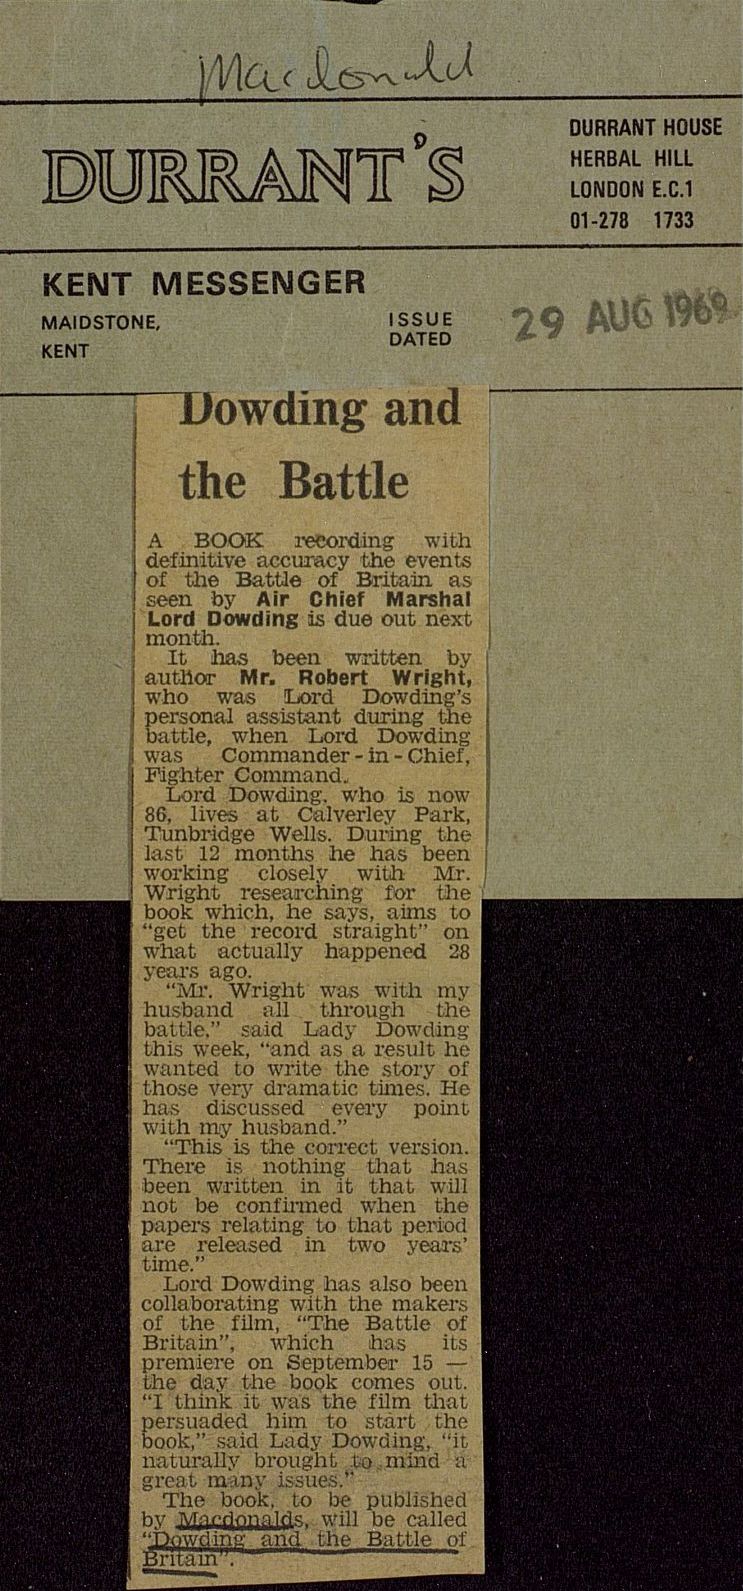 Macdonald
DURRANT'S
DURRANT HOUSE
HERBAL HILL
LONDON E.C.1
01-278 1733
KENT MESSENGER
MAIDSTONE,
KENT
ISSUE
DATED
29 AUG 1969
Dowding and
the Battle
A BOOK recording with
definitive accuracy the events
of the Battle of Britain as
seen by Air Chief Marshal
Lord Dowding is due out next
month.
It has been written by
author Mr. Robert Wright,
who was Lord Dowding's
personal assistant during the
battle, when Lord Dowding
was Commander-in-Chief,
Fighter Command.
Lord Dowding, who is now
86, lives at Calverley Park,
Tunbridge Wells. During the
last 12 months he has been
working closely with Mr.
Wright researching for the
book which, he says, aims to
"get the record straight" on
what actually happened 28
years ago.
"Mr. Wright was with my
husband all through the
battle," said Lady Dowding
this week, "and as a result he
wanted to write the story of
those very dramatic times. He
has discussed every point
with my husband."
"This is the correct version.
There is nothing that has
been written in it that will
not be confirmed when the
papers relating to that period
are released in two years'
time."
Lord Dowding has also been
collaborating with the makers
of the film, "The Battle of
Britain", which has its
premiere on September 15 —
the day the book comes out.
"I think it was the film that
persuaded him to start the
book," said Lady Dowding, "it
naturally brought to mind a
great many issues."
The book, to be published
by Macdonalds, will be called
"Dowding and the Battle of
Britain".